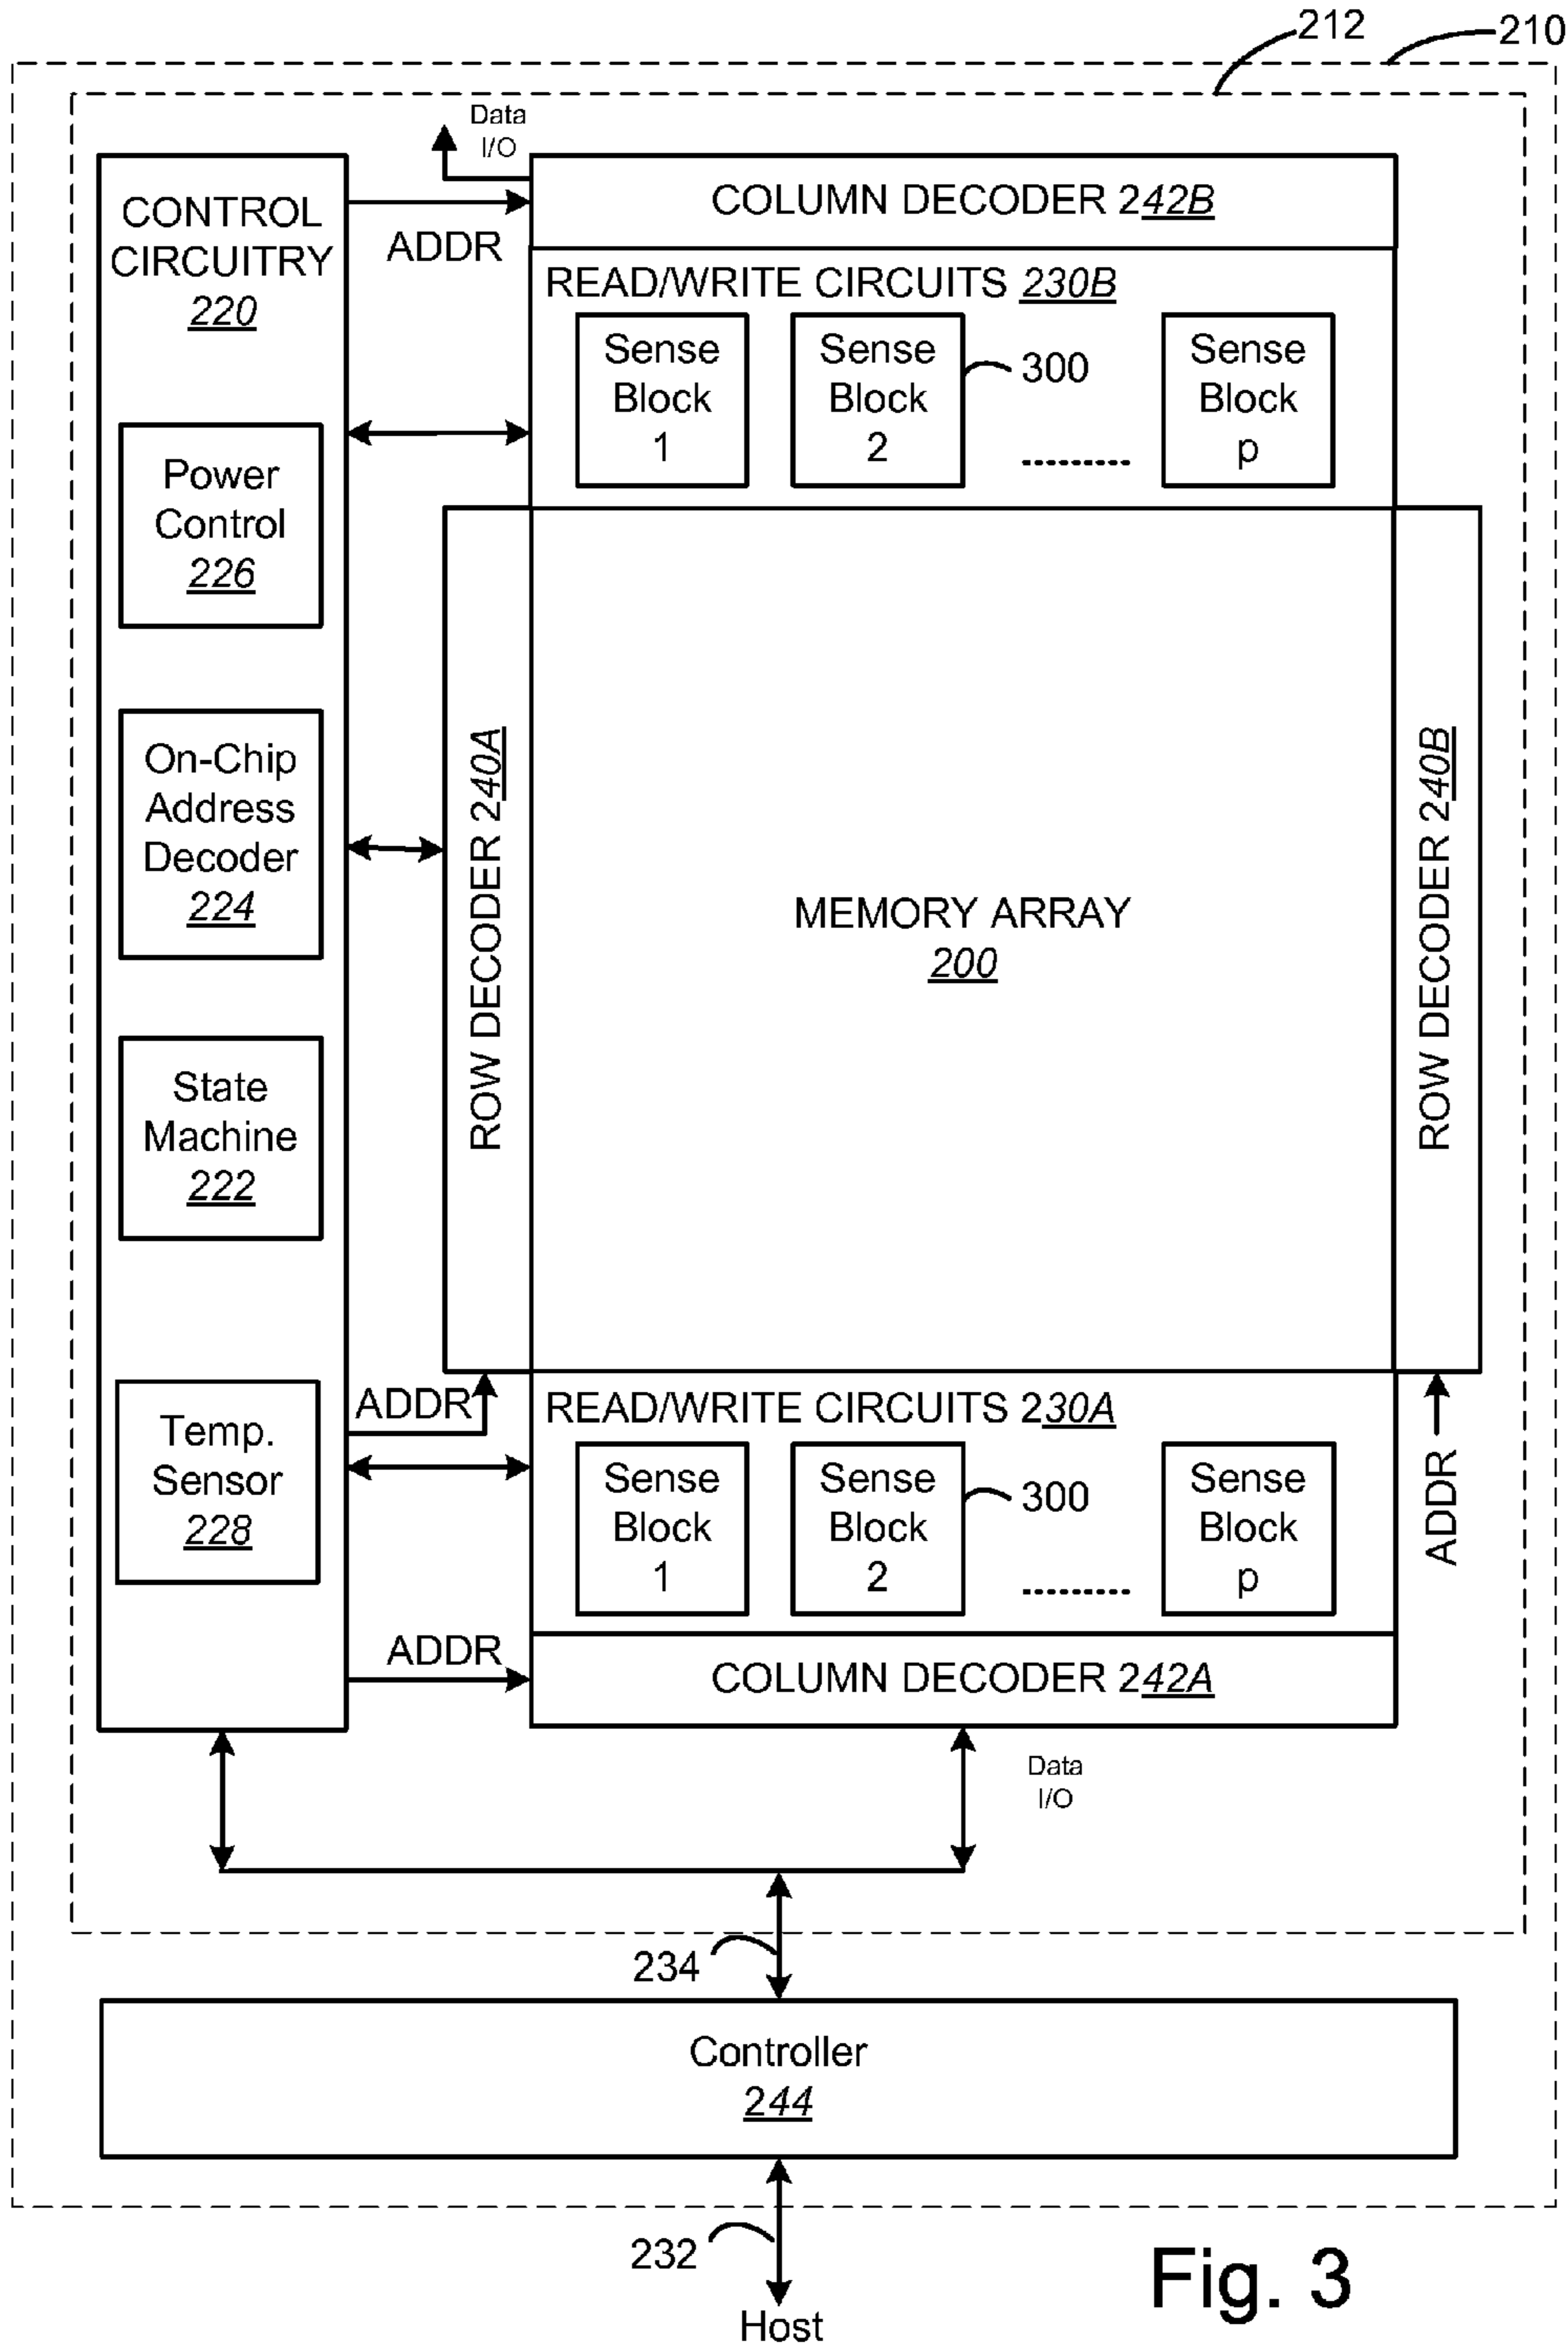 212
210
Data
I/O
CONTROL
CIRCUITRY
220
ADDR
COLUMN DECODER 242B
READ/WRITE CIRCUITS 230B
Sense
Block
1
Sense
Block
2
300
.........
Sense
Block
p
Power
Control
226
On-Chip
Address
Decoder
224
State
Machine
222
Temp.
Sensor
228
ROW DECODER 240A
MEMORY ARRAY
200
ROW DECODER 240B
ADDR
READ/WRITE CIRCUITS 230A
Sense
Block
1
Sense
Block
2
300
.........
Sense
Block
p
ADDR
ADDR
COLUMN DECODER 242A
Data
I/O
234
Controller
244
232
Host
Fig. 3